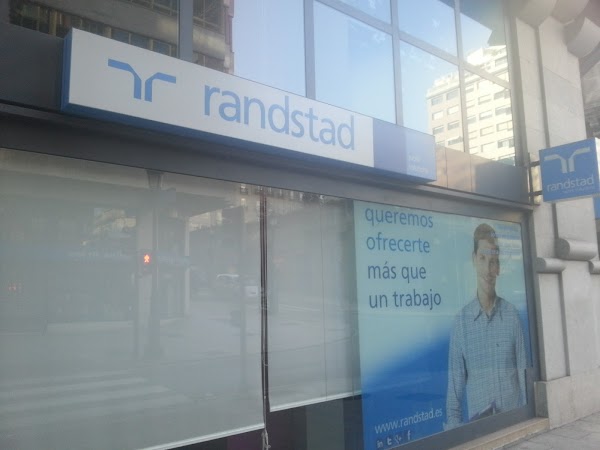 randstad
randstad
queremos
ofrecerte
más que
un trabajo
www.randstad.es